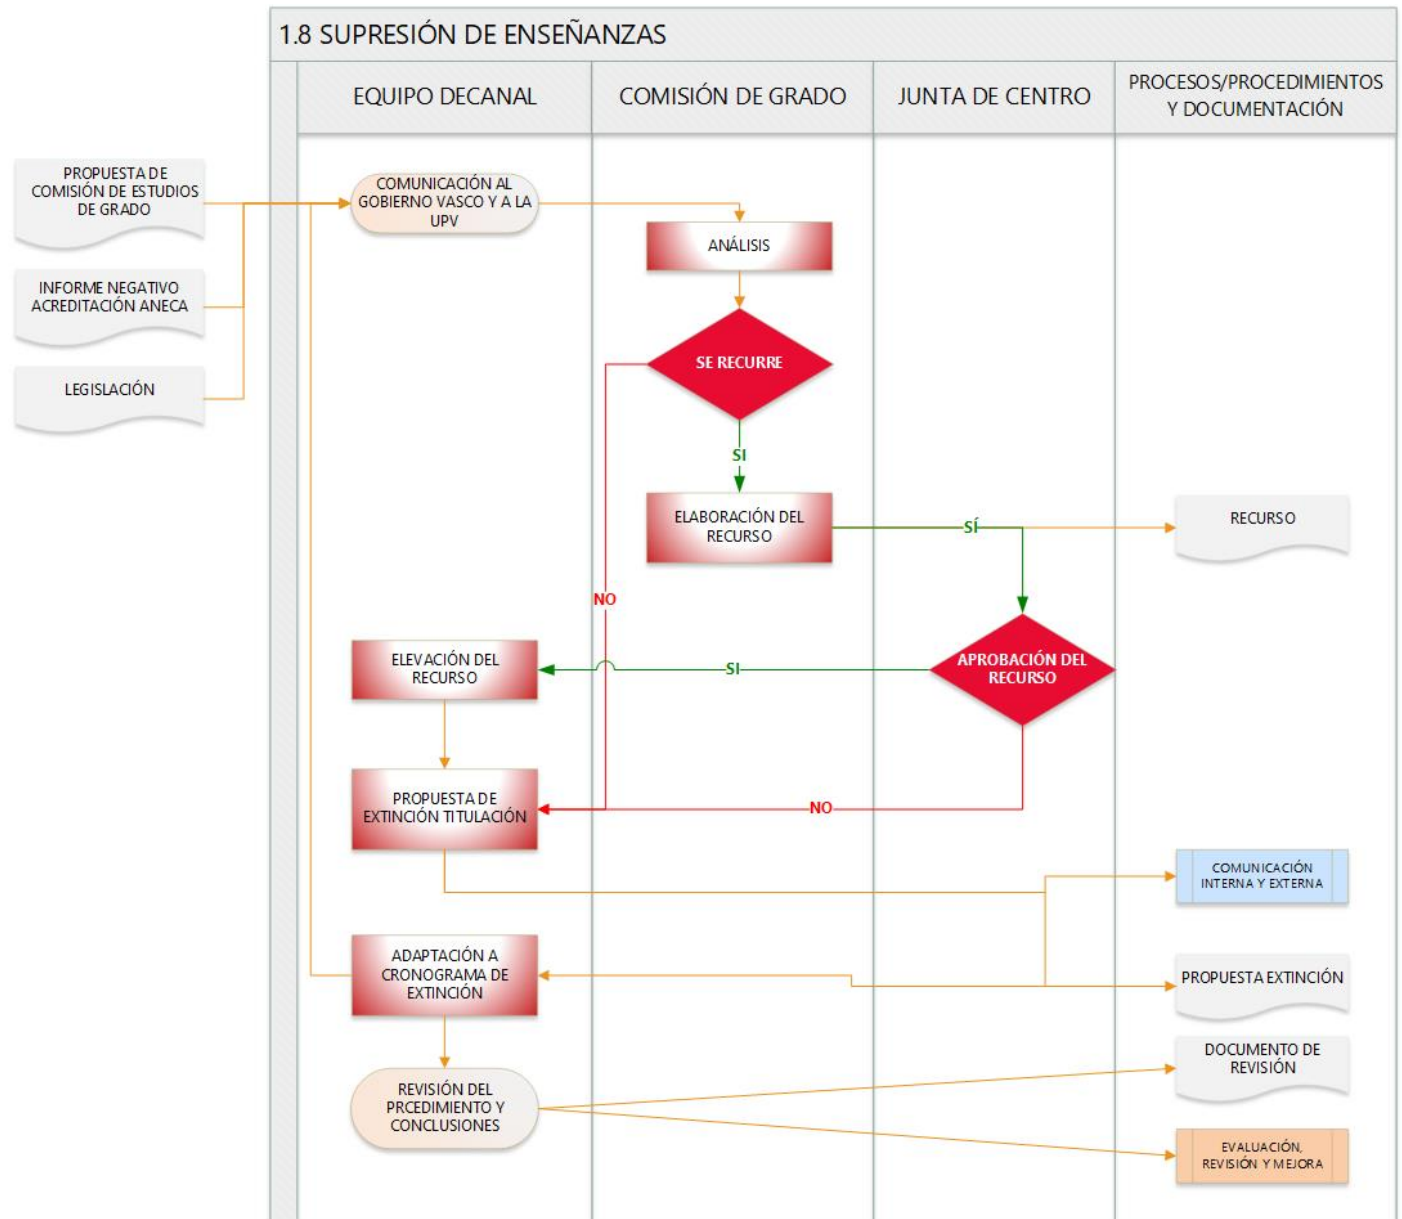 1.8 SUPRESIÓN DE ENSEÑANZAS
EQUIPO DECANAL
COMISIÓN DE GRADO
JUNTA DE CENTRO
PROCESOS/PROCEDIMIENTOS
Y DOCUMENTACIÓN
PROPUESTA DE
COMISIÓN DE ESTUDIOS
DE GRADO
INFORME NEGATIVO
ACREDITACIÓN ANECA
LEGISLACIÓN
COMUNICACIÓN AL
GOBIERNO VASCO Y A LA
UPV
ANÁLISIS
SE RECURRE
SI
ELABORACIÓN DEL
RECURSO
SÍ
RECURSO
NO
APROBACIÓN DEL
RECURSO
SI
ELEVACIÓN DEL
RECURSO
NO
PROPUESTA DE
EXTINCIÓN TITULACIÓN
COMUNICACIÓN
INTERNA Y EXTERNA
ADAPTACIÓN A
CRONOGRAMA DE
EXTINCIÓN
PROPUESTA EXTINCIÓN
DOCUMENTO DE
REVISIÓN
REVISIÓN DEL
PRCEDIMIENTO Y
CONCLUSIONES
EVALUACIÓN,
REVISIÓN Y MEJORA